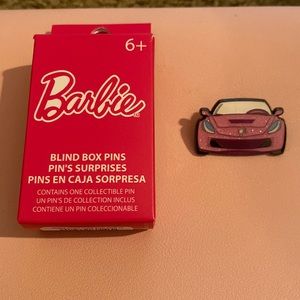 6+
Barbie
BLIND BOX PINS
PIN'S SURPRISES
PINS EN CAJA SORPRESA
CONTAINS ONE COLLECTIBLE PIN
UN PIN'S DE COLLECTION INCLUS
CONTIENE UN PIN COLECCIONABLE